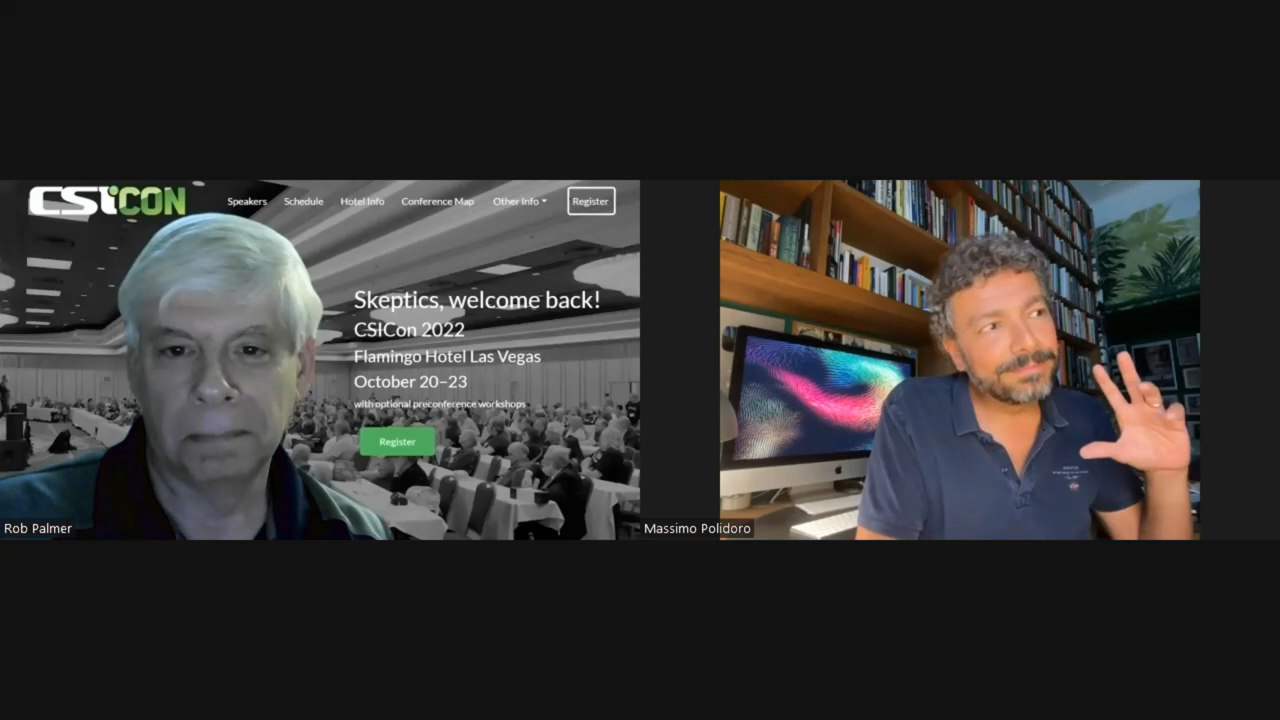 CSICON
Speakers Schedule Hotel Info Conference Map Other Info Register
Skeptics, welcome back!
CSICon 2022
Flamingo Hotel Las Vegas
October 20–23
with optional preconference workshops
Register
Rob Palmer
Massimo Polidoro